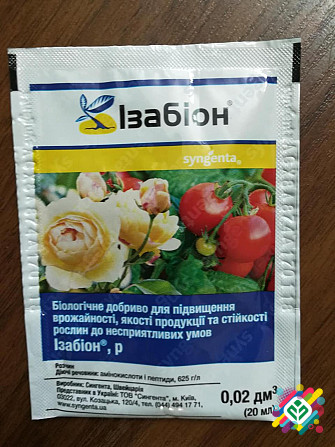 Ізабіон®
syngenta®
Біологічне добриво для підвищення
врожайності, якості продукції та стійкості
рослин до несприятливих умов
Ізабіон®, р
Розчин
Діючі речовини: амінокислоти і пептиди, 625 г/л
Виробник: Сингента, Швейцарія
Представник в Україні: ТОВ "Сингента", м. Київ,
03022, вул. Козацька, 120/4, тел. (044) 494 17 71,
www.syngenta.ua
0,02 дм³
(20 мл)